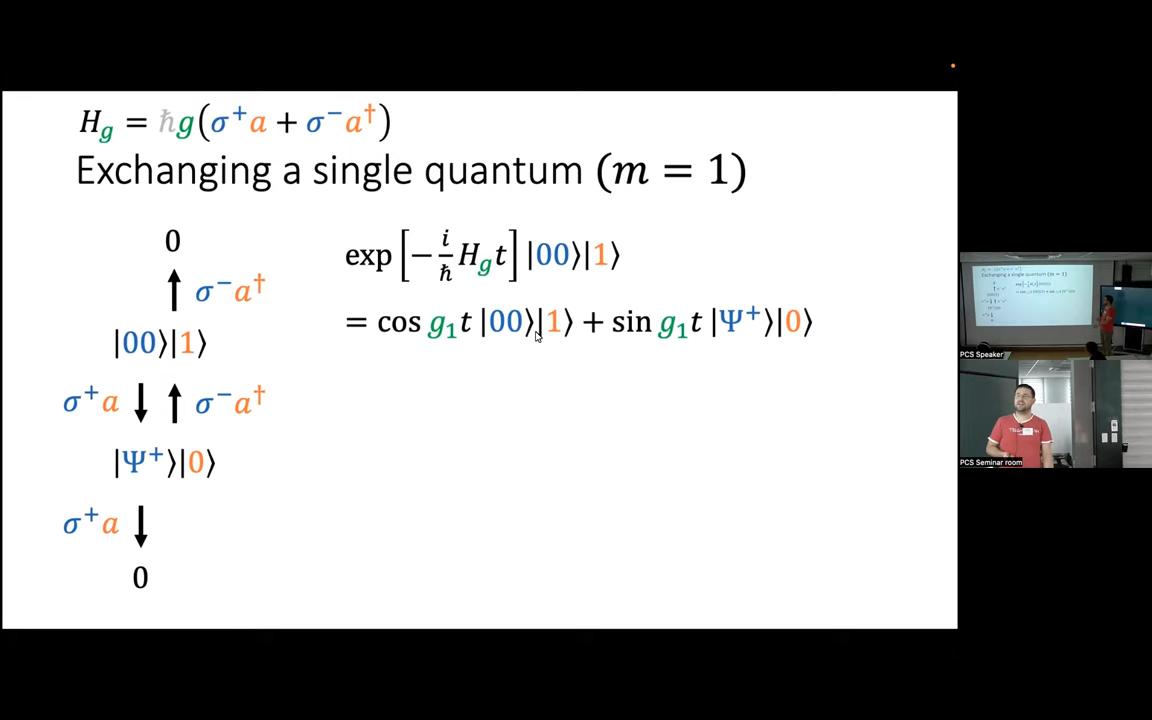 H_g = ħg(σ⁺a + σ⁻a†)
Exchanging a single quantum (m = 1)
0
↑ σ⁻a†
|00⟩|1⟩
σ⁺a ↓ ↑ σ⁻a†
|Ψ⁺⟩|0⟩
σ⁺a ↓
0
exp[−i/ħ H_g t] |00⟩|1⟩
= cos g₁t |00⟩|1⟩ + sin g₁t |Ψ⁺⟩|0⟩
PCS Speaker
PCS Seminar room